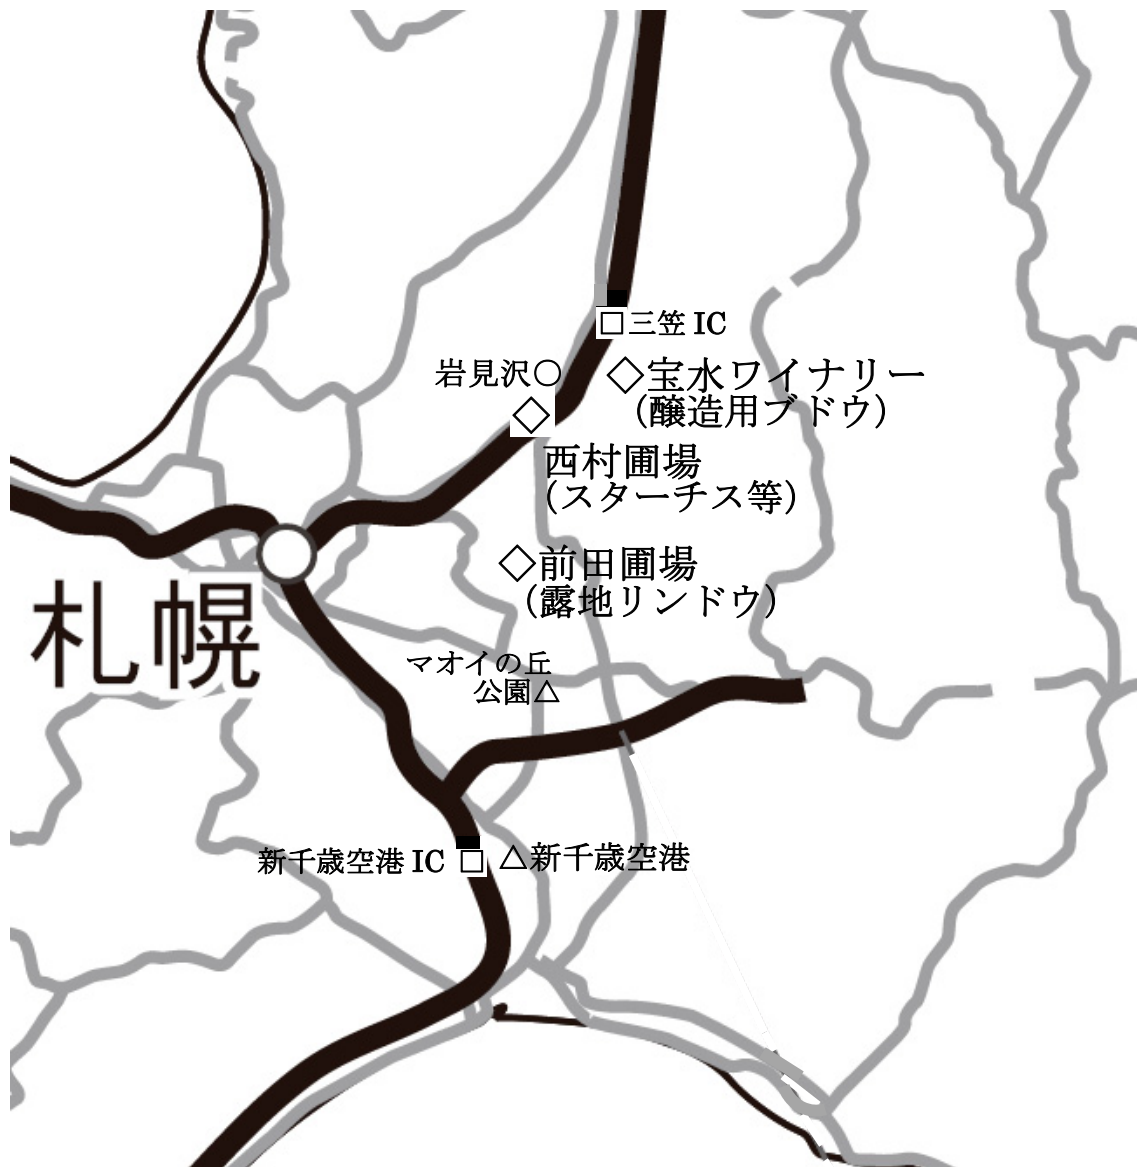 □三笠 IC
岩見沢○
◇宝水ワイナリー
（醸造用ブドウ）
◇
西村圃場
（スターチス等）
◇前田圃場
（露地リンドウ）
札幌
マオイの丘
公園△
新千歳空港 IC □
△新千歳空港